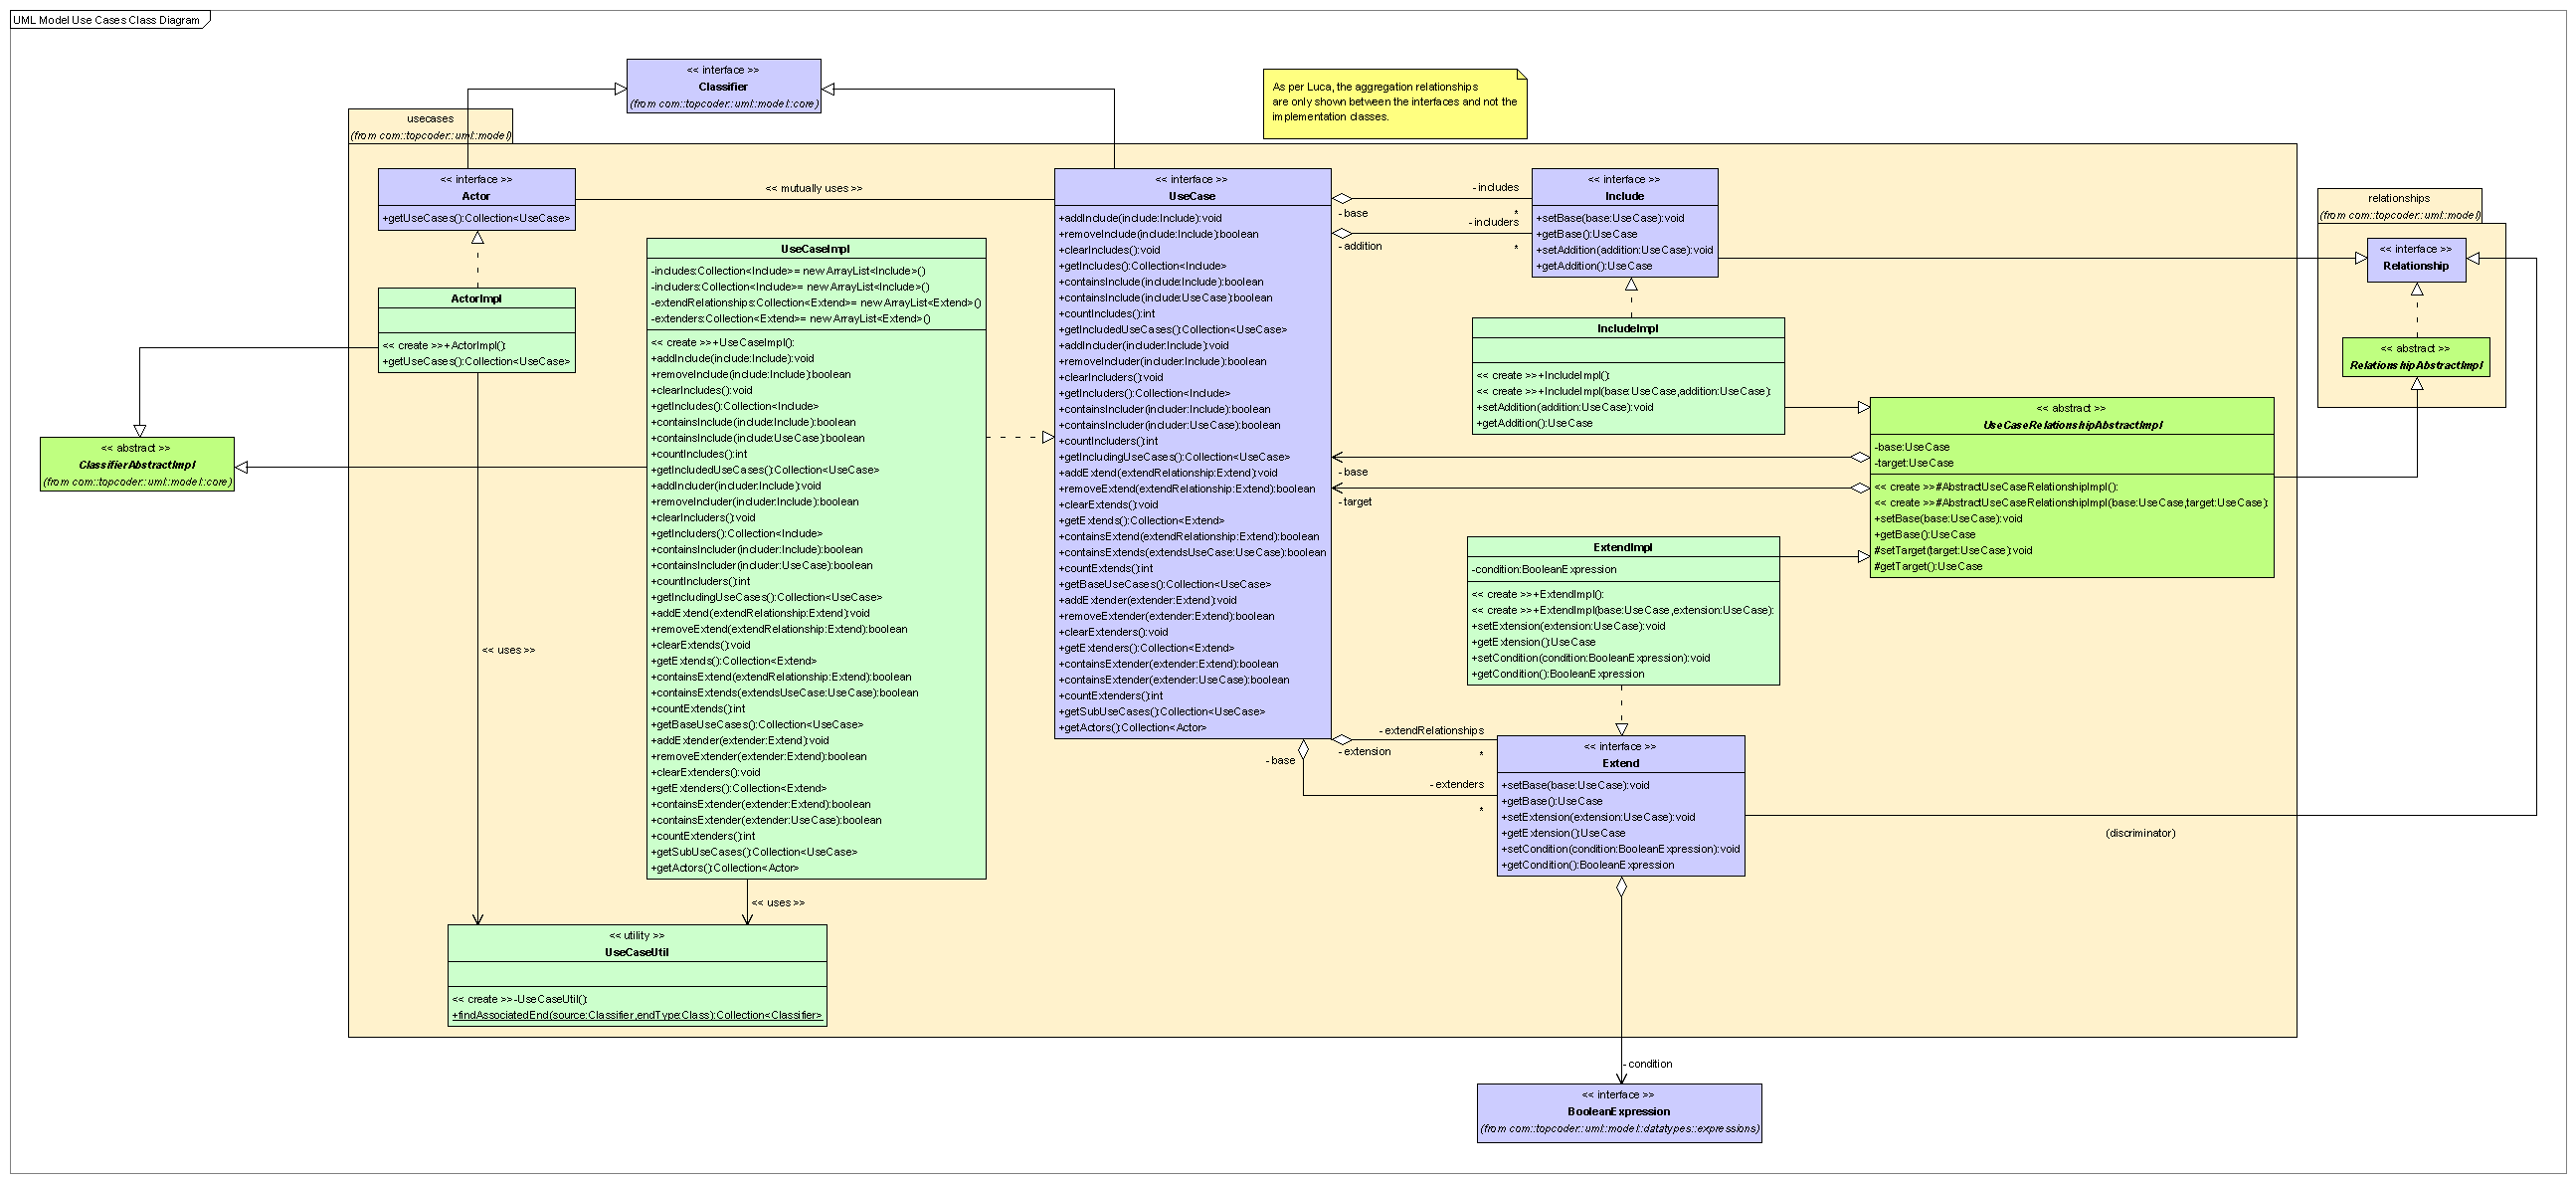 UML Model Use Cases Class Diagram
<< interface >>
Classifier
(from com::topcoder::uml::model::core)
As per Luca, the aggregation relationships
are only shown between the interfaces and not the
implementation classes.
usecases
(from com::topcoder::uml::model)
<< interface >>
Actor
+getUseCases():Collection<UseCase>
<< mutually uses >>
ActorImpl
<< create >>+ActorImpl():
+getUseCases():Collection<UseCase>
<< abstract >>
ClassifierAbstractImpl
(from com::topcoder::uml::model::core)
<< uses >>
UseCaseImpl
-includes:Collection<Include>= new ArrayList<Include>()
-includers:Collection<Include>= new ArrayList<Include>()
-extendRelationships:Collection<Extend>= new ArrayList<Extend>()
-extenders:Collection<Extend>= new ArrayList<Extend>()
<< create >>+UseCaseImpl():
+addInclude(include:Include):void
+removeInclude(include:Include):boolean
+clearIncludes():void
+getIncludes():Collection<Include>
+containsInclude(include:Include):boolean
+containsInclude(include:UseCase):boolean
+countIncludes():int
+getIncludedUseCases():Collection<UseCase>
+addIncluder(includer:Include):void
+removeIncluder(includer:Include):boolean
+clearIncluders():void
+getIncluders():Collection<Include>
+containsIncluder(includer:Include):boolean
+containsIncluder(includer:UseCase):boolean
+countIncluders():int
+getIncludingUseCases():Collection<UseCase>
+addExtend(extendRelationship:Extend):void
+removeExtend(extendRelationship:Extend):boolean
+clearExtends():void
+getExtends():Collection<Extend>
+containsExtend(extendRelationship:Extend):boolean
+containsExtends(extendsUseCase:UseCase):boolean
+countExtends():int
+getBaseUseCases():Collection<UseCase>
+addExtender(extender:Extend):void
+removeExtender(extender:Extend):boolean
+clearExtenders():void
+getExtenders():Collection<Extend>
+containsExtender(extender:Extend):boolean
+containsExtender(extender:UseCase):boolean
+countExtenders():int
+getSubUseCases():Collection<UseCase>
+getActors():Collection<Actor>
<< uses >>
<< utility >>
UseCaseUtil
<< create >>-UseCaseUtil():
+findAssociatedEnd(source:Classifier,endType:Class):Collection<Classifier>
<< interface >>
UseCase
+addInclude(include:Include):void
+removeInclude(include:Include):boolean
+clearIncludes():void
+getIncludes():Collection<Include>
+containsInclude(include:Include):boolean
+containsInclude(include:UseCase):boolean
+countIncludes():int
+getIncludedUseCases():Collection<UseCase>
+addIncluder(includer:Include):void
+removeIncluder(includer:Include):boolean
+clearIncluders():void
+getIncluders():Collection<Include>
+containsIncluder(includer:Include):boolean
+containsIncluder(includer:UseCase):boolean
+countIncluders():int
+getIncludingUseCases():Collection<UseCase>
+addExtend(extendRelationship:Extend):void
+removeExtend(extendRelationship:Extend):boolean
+clearExtends():void
+getExtends():Collection<Extend>
+containsExtend(extendRelationship:Extend):boolean
+containsExtends(extendsUseCase:UseCase):boolean
+countExtends():int
+getBaseUseCases():Collection<UseCase>
+addExtender(extender:Extend):void
+removeExtender(extender:Extend):boolean
+clearExtenders():void
+getExtenders():Collection<Extend>
+containsExtender(extender:Extend):boolean
+containsExtender(extender:UseCase):boolean
+countExtenders():int
+getSubUseCases():Collection<UseCase>
+getActors():Collection<Actor>
-includes
-base
*
-includers
-addition
*
<< interface >>
Include
+setBase(base:UseCase):void
+getBase():UseCase
+setAddition(addition:UseCase):void
+getAddition():UseCase
IncludeImpl
<< create >>+IncludeImpl():
<< create >>+IncludeImpl(base:UseCase,addition:UseCase):
+setAddition(addition:UseCase):void
+getAddition():UseCase
relationships
(from com::topcoder::uml::model)
<< interface >>
Relationship
<< abstract >>
RelationshipAbstractImpl
<< abstract >>
UseCaseRelationshipAbstractImpl
-base:UseCase
-target:UseCase
<< create >>#AbstractUseCaseRelationshipImpl():
<< create >>#AbstractUseCaseRelationshipImpl(base:UseCase,target:UseCase):
+setBase(base:UseCase):void
+getBase():UseCase
#setTarget(target:UseCase):void
#getTarget():UseCase
-base
-target
ExtendImpl
-condition:BooleanExpression
<< create >>+ExtendImpl():
<< create >>+ExtendImpl(base:UseCase,extension:UseCase):
+setExtension(extension:UseCase):void
+getExtension():UseCase
+setCondition(condition:BooleanExpression):void
+getCondition():BooleanExpression
-extendRelationships
-extension
*
-base
-extenders
*
<< interface >>
Extend
+setBase(base:UseCase):void
+getBase():UseCase
+setExtension(extension:UseCase):void
+getExtension():UseCase
+setCondition(condition:BooleanExpression):void
+getCondition():BooleanExpression
(discriminator)
-condition
<< interface >>
BooleanExpression
(from com::topcoder::uml::model::datatypes::expressions)